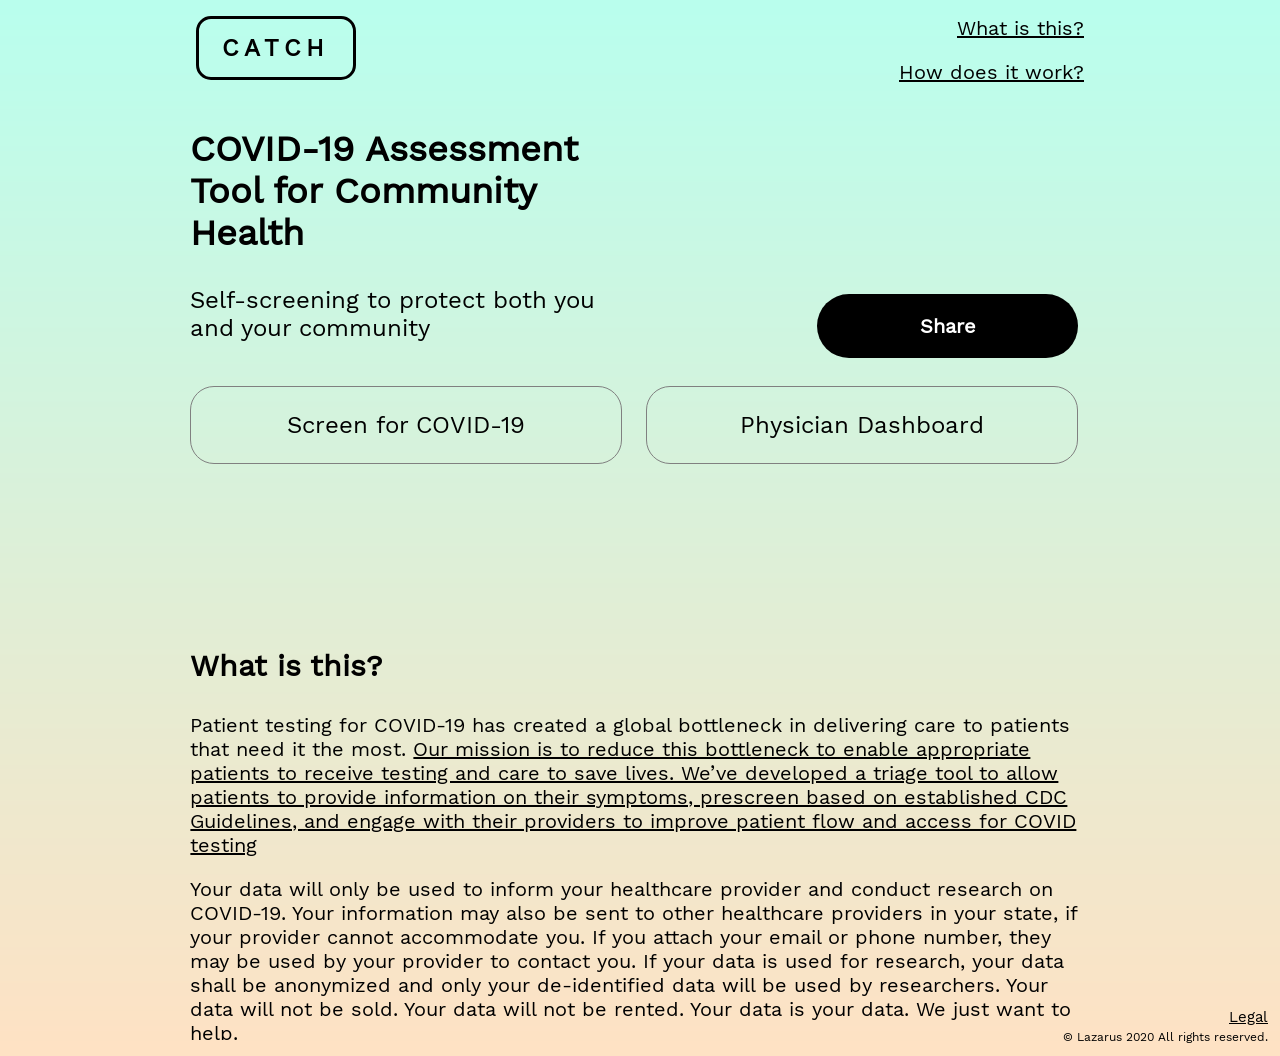 CATCH
What is this?
How does it work?
COVID-19 Assessment
Tool for Community
Health
Self-screening to protect both you
and your community
Share
Screen for COVID-19
Physician Dashboard
What is this?
Patient testing for COVID-19 has created a global bottleneck in delivering care to patients
that need it the most. Our mission is to reduce this bottleneck to enable appropriate
patients to receive testing and care to save lives. We’ve developed a triage tool to allow
patients to provide information on their symptoms, prescreen based on established CDC
Guidelines, and engage with their providers to improve patient flow and access for COVID
testing
Your data will only be used to inform your healthcare provider and conduct research on
COVID-19. Your information may also be sent to other healthcare providers in your state, if
your provider cannot accommodate you. If you attach your email or phone number, they
may be used by your provider to contact you. If your data is used for research, your data
shall be anonymized and only your de-identified data will be used by researchers. Your
data will not be sold. Your data will not be rented. Your data is your data. We just want to
help.
Legal
© Lazarus 2020 All rights reserved.